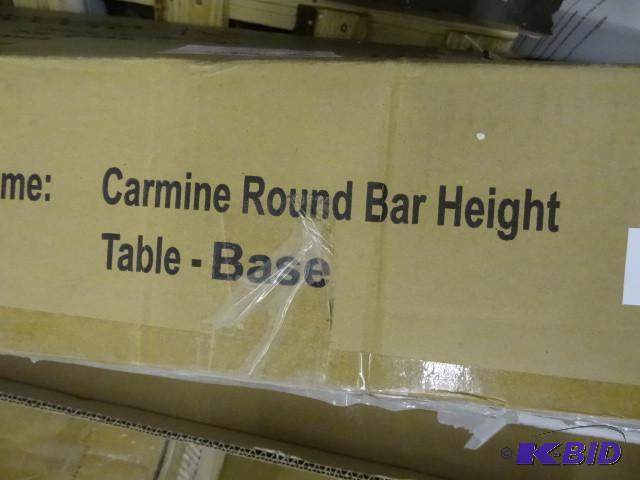 me: Carmine Round Bar Height
Table - Base
© K-BID